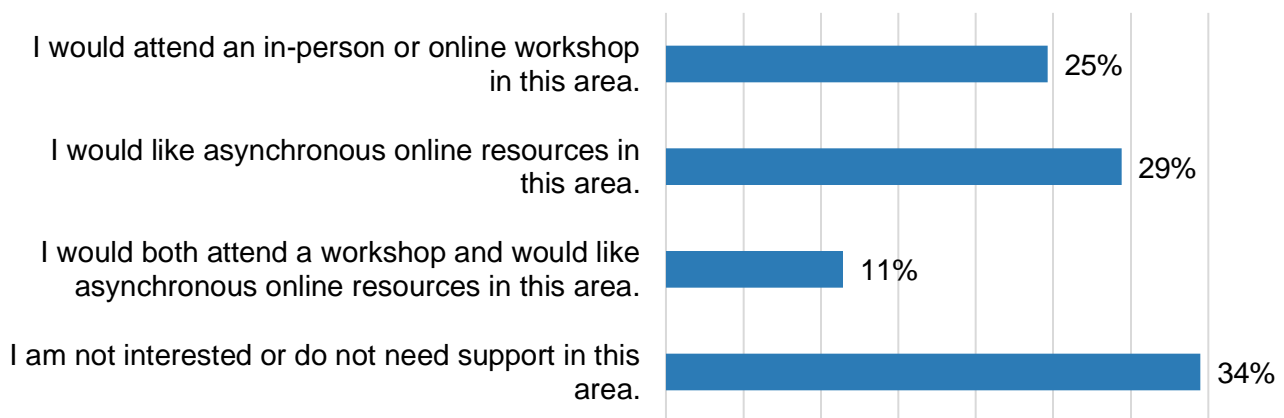 I would attend an in-person or online workshop
in this area.
25%
I would like asynchronous online resources in
this area.
29%
I would both attend a workshop and would like
asynchronous online resources in this area.
11%
I am not interested or do not need support in this
area.
34%